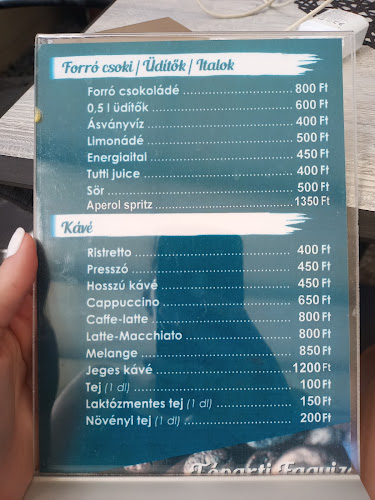 Forró csoki / Üdítők / Italok
Forró csokoládé 800 Ft
0,5 l üdítők 600 Ft
Ásványvíz 400 Ft
Limonádé 500 Ft
Energiaital 450 Ft
Tutti juice 400 Ft
Sör 500 Ft
Aperol spritz 1350 Ft
Kávé
Ristretto 400 Ft
Presszó 450 Ft
Hosszú kávé 450 Ft
Cappuccino 650 Ft
Caffe-latte 800 Ft
Latte-Macchiato 800 Ft
Melange 850 Ft
Jeges kávé 1200 Ft
Tej (1 dl) 100 Ft
Laktózmentes tej (1 dl) 150 Ft
Növényi tej (1 dl) 200 Ft
Tóparti